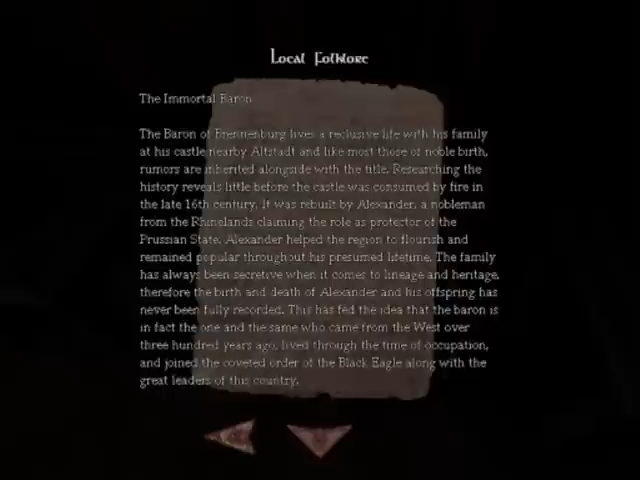 Local Folklore
The Immortal Baron
The Baron of Brennenburg lives a reclusive life with his family
at his castle nearby Altstadt and like most those of noble birth,
rumors are inherited alongside with the title. Researching the
history reveals little before the castle was consumed by fire in
the late 16th century. It was rebuilt by Alexander, a nobleman
from the Rhinelands claiming the role as protector of the
Prussian State. Alexander helped the region to flourish and
remained popular throughout his presumed lifetime. The family
has always been secretive when it comes to lineage and heritage,
therefore the birth and death of Alexander and his offspring has
never been fully recorded. This has fed the idea that the baron is
in fact the one and the same who came from the West over
three hundred years ago, lived through the time of occupation,
and joined the coveted order of the Black Eagle along with the
great leaders of this country.